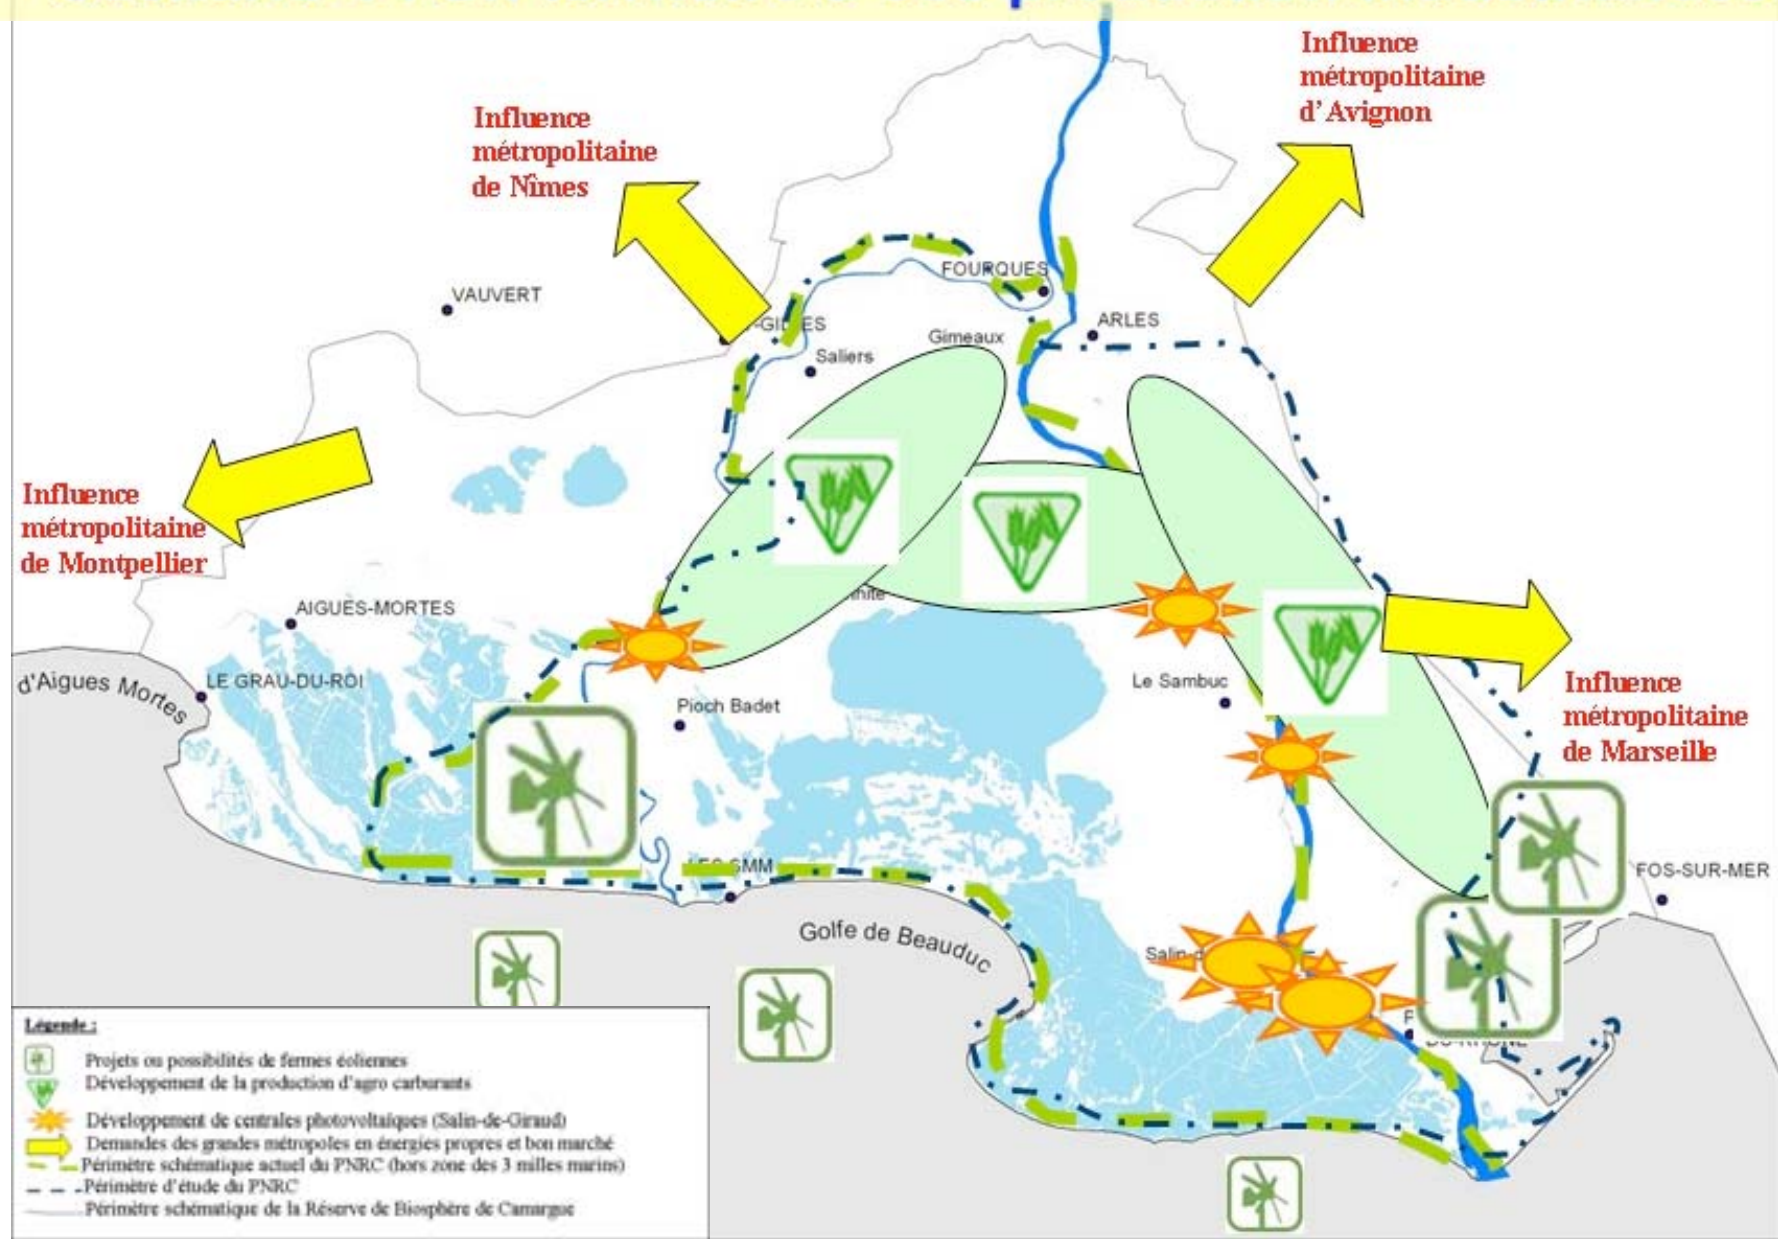 Influence
métropolitaine
d'Avignon
Influence
métropolitaine
de Nîmes
FOURQUES
VAUVERT
ARLES
Gimeaux
Saliers
Influence
métropolitaine
de Montpellier
AIGUES-MORTES
d'Aigues Mortes
LE GRAU-DU-ROI
Pioch Badet
Le Sambuc
Influence
métropolitaine
de Marseille
FOS-SUR-MER
Golfe de Beauduc
Légende :
Projets ou possibilités de fermes éoliennes
Développement de la production d'agro carburants
Développement de centrales photovoltaïques (Salin-de-Giraud)
Demandes des grandes métropoles en énergies propres et bon marché
Périmètre schématique actuel du PNRC (hors zone des 3 milles marins)
Périmètre d'étude du PNRC
Périmètre schématique de la Réserve de Biosphère de Camargue